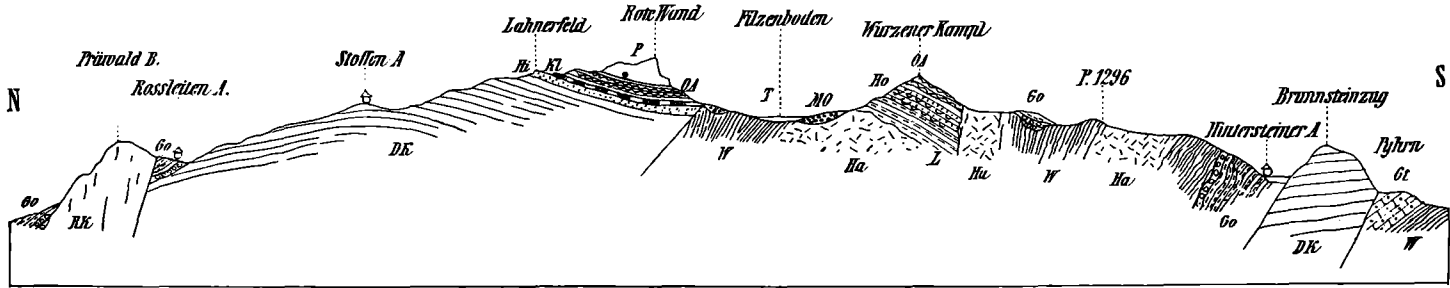 N
S
Prüwald B.
Rossleiten A.
Stoffen A
Lahnerfeld
Rote Wand
Filzenboden
Wurzener Kampl
P. 1296
Hintersteiner A
Brunnsteinzug
Pyhrn
Go
RK
Go
DK
Hi
Kl
P
OA
W
T
MO
Ha
Ho
OA
L
Ha
Go
W
Ha
Go
DK
Gt
W